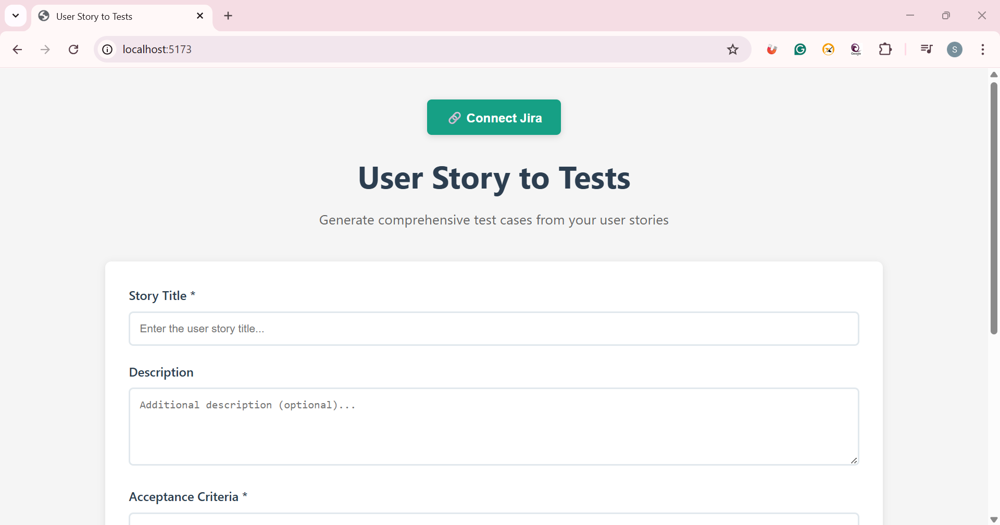 User Story to Tests
localhost:5173
S
Connect Jira
User Story to Tests
Generate comprehensive test cases from your user stories
Story Title *
Enter the user story title...
Description
Additional description (optional)...
Acceptance Criteria *